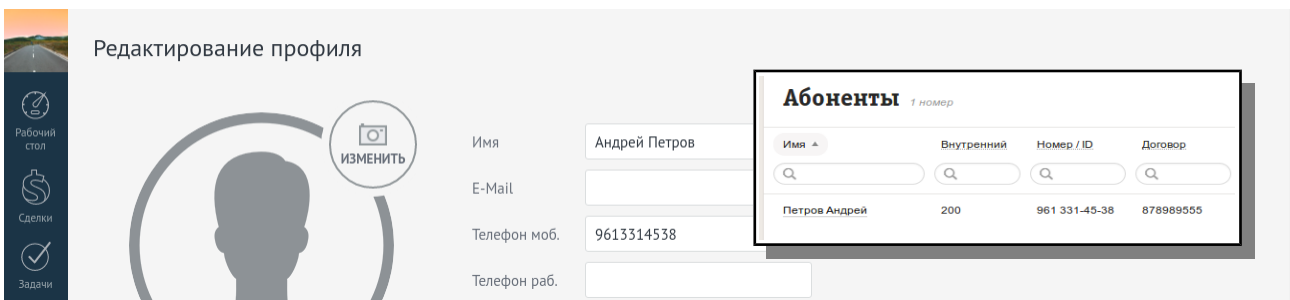 Редактирование профиля
Рабочий
стол
Сделки
Задачи
ИЗМЕНИТЬ
Имя Андрей Петров
E-Mail
Телефон моб. 9613314538
Телефон раб.
Абоненты 1 номер
Имя ▲ Внутренний Номер / ID Договор
Петров Андрей 200 961 331-45-38 878989555